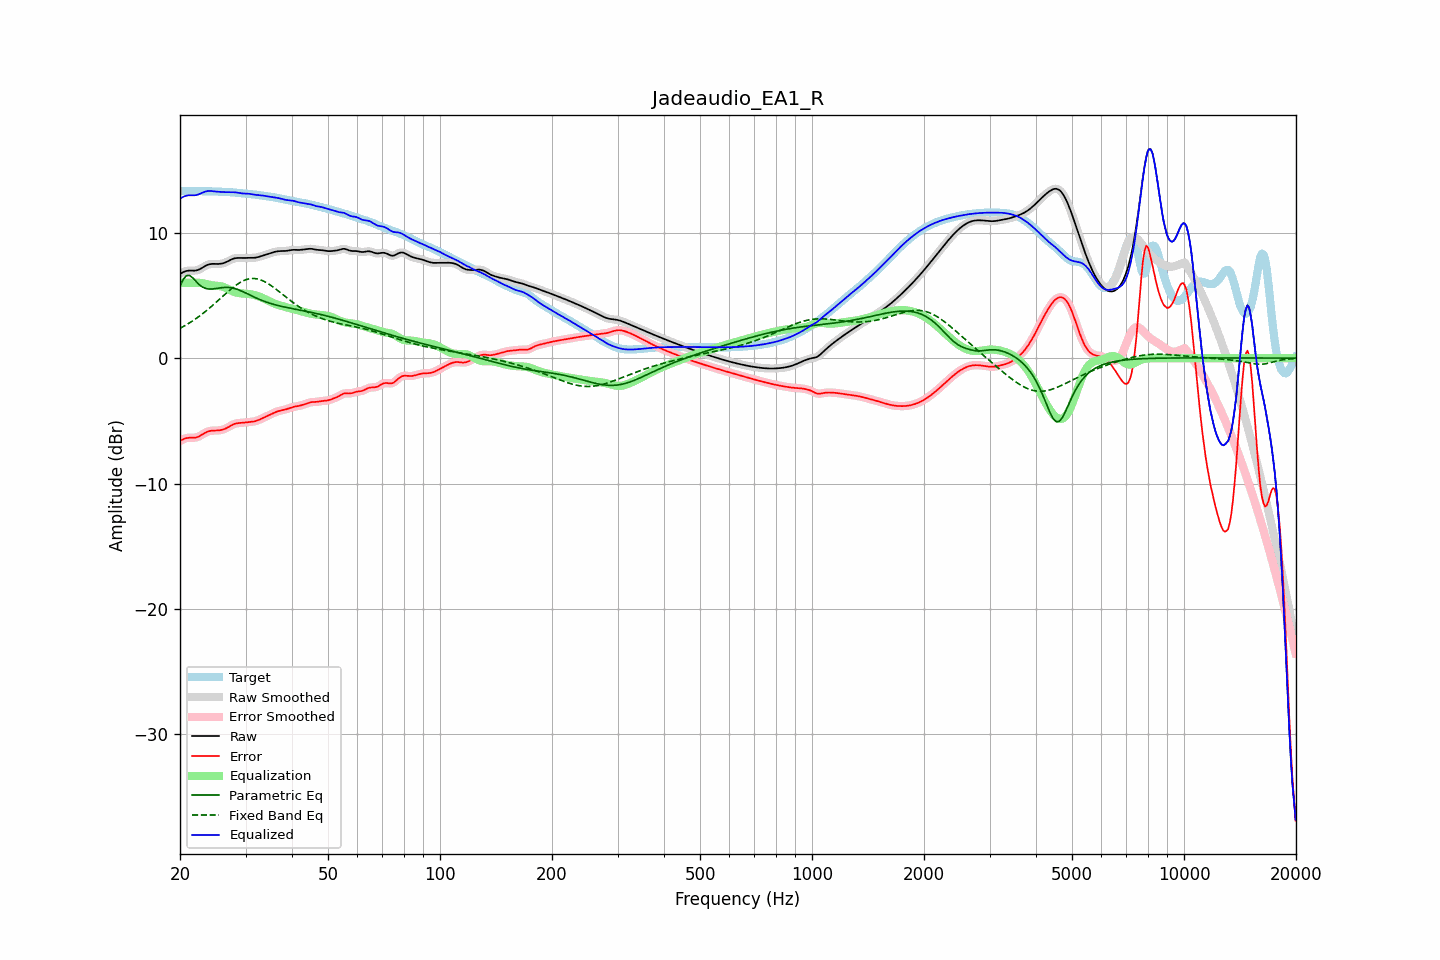 Jadeaudio_EA1_R
Amplitude (dBr)
10
0
−10
−20
−30
Target
Raw Smoothed
Error Smoothed
Raw
Error
Equalization
Parametric Eq
Fixed Band Eq
Equalized
20 50 100 200 500 1000 2000 5000 10000 20000
Frequency (Hz)